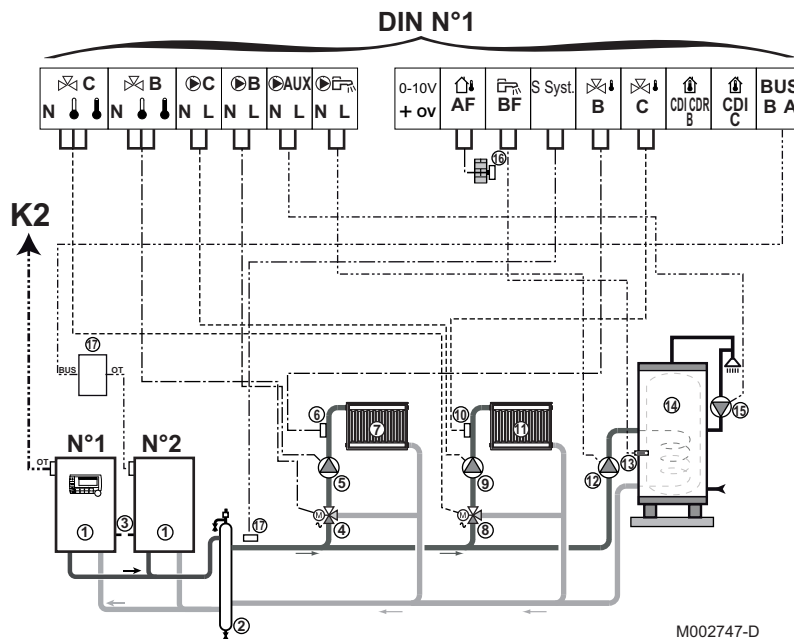 DIN N°1
C
N
B
N
C
N L
B
N L
AUX
N L
N L
0-10V
+ ov
AF
BF
S Syst.
B
C
CDI CDR
B
CDI
C
BUS
B A
16
K2
17
BUS
OT
6
7
10
11
14
15
N°1
N°2
OT
5
9
12
13
1
3
1
17
M
4
M
8
2
M002747-D